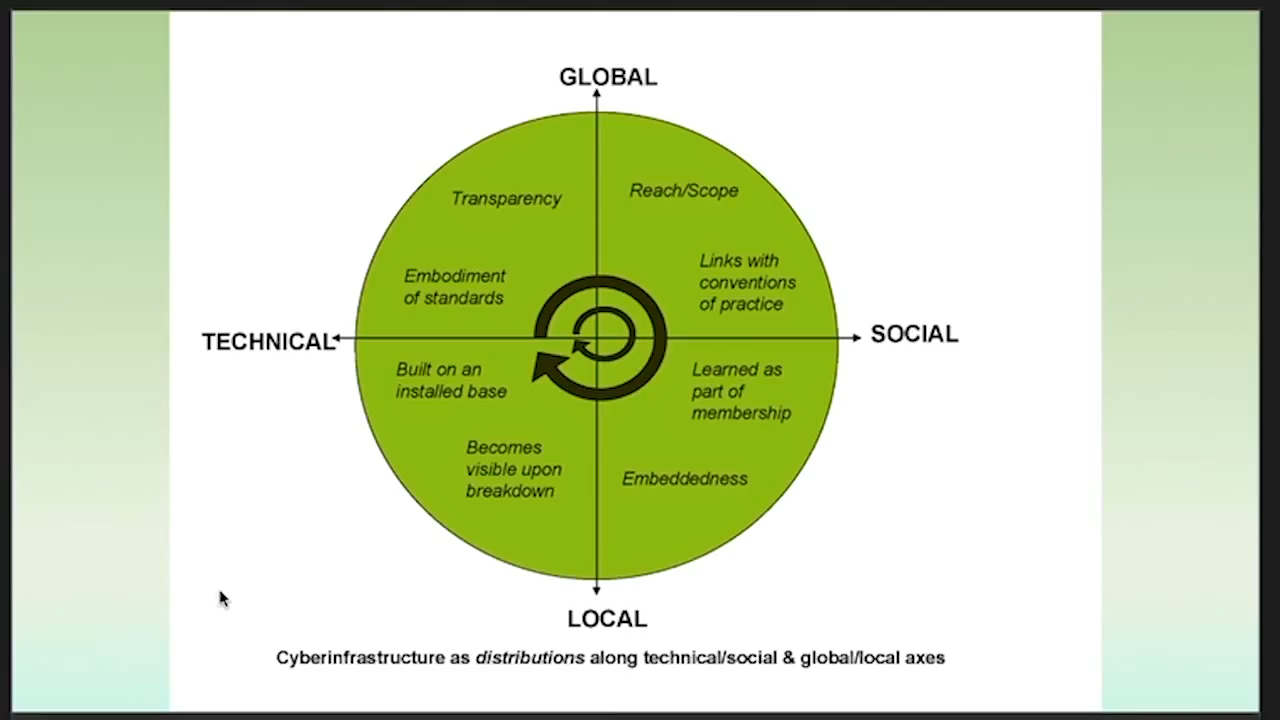 GLOBAL
Transparency
Reach/Scope
Embodiment
of standards
Links with
conventions
of practice
TECHNICAL
SOCIAL
Built on an
installed base
Learned as
part of
membership
Becomes
visible upon
breakdown
Embeddedness
LOCAL
Cyberinfrastructure as distributions along technical/social & global/local axes